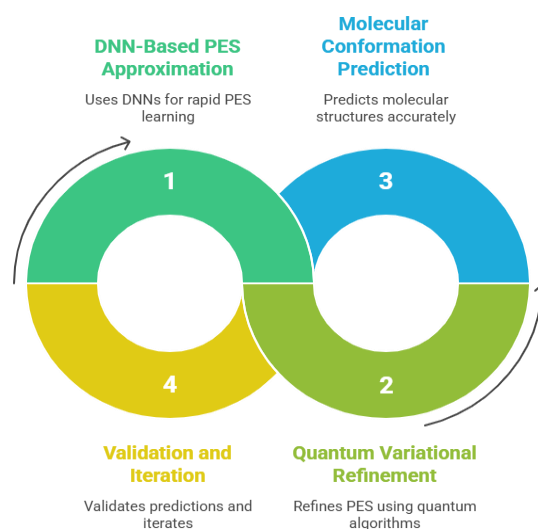 DNN-Based PES
Approximation
Uses DNNs for rapid PES
learning
Molecular
Conformation
Prediction
Predicts molecular
structures accurately
1
3
4
2
Validation and
Iteration
Validates predictions and
iterates
Quantum Variational
Refinement
Refines PES using quantum
algorithms